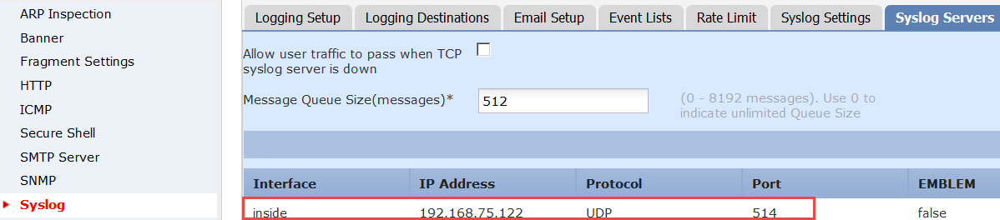 ARP Inspection
Banner
Fragment Settings
HTTP
ICMP
Secure Shell
SMTP Server
SNMP
Syslog
Logging Setup Logging Destinations Email Setup Event Lists Rate Limit Syslog Settings Syslog Servers
Allow user traffic to pass when TCP
syslog server is down
Message Queue Size(messages)* 512 (0 - 8192 messages). Use 0 to
indicate unlimited Queue Size
Interface IP Address Protocol Port EMBLEM
inside 192.168.75.122 UDP 514 false